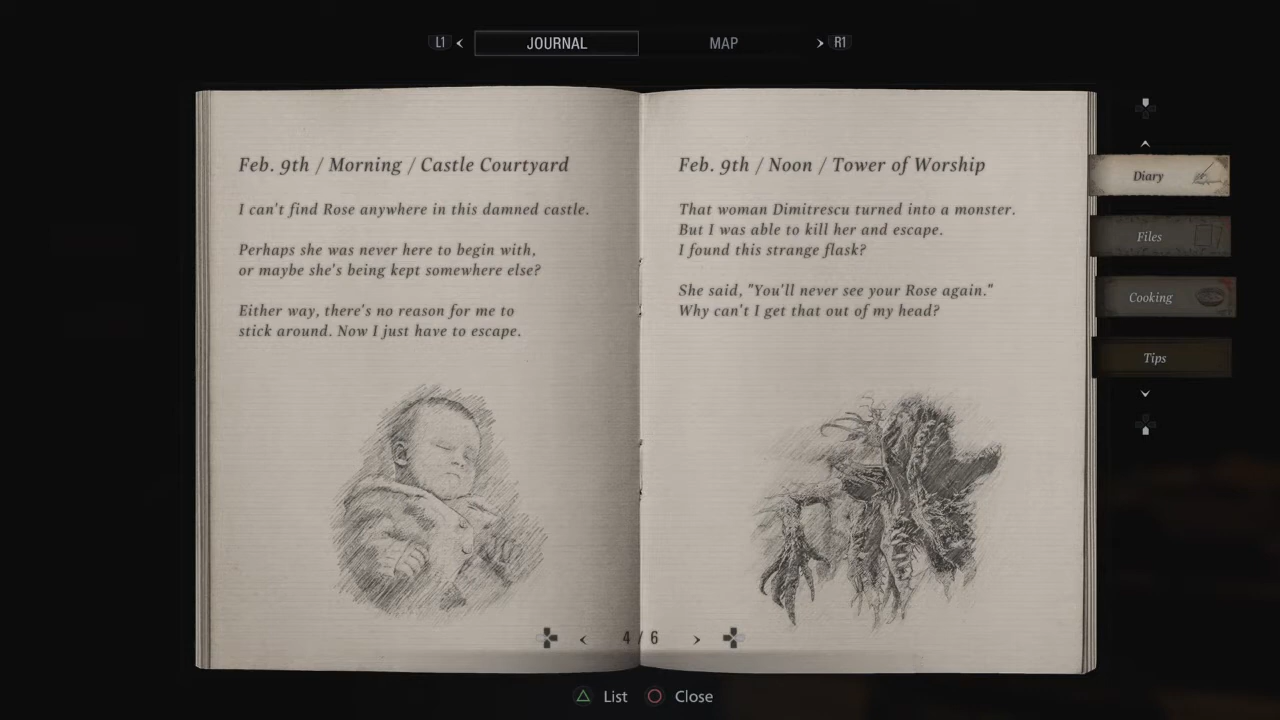 L1
JOURNAL
MAP
R1
Feb. 9th / Morning / Castle Courtyard
I can't find Rose anywhere in this damned castle.
Perhaps she was never here to begin with,
or maybe she's being kept somewhere else?
Either way, there's no reason for me to
stick around. Now I just have to escape.
Feb. 9th / Noon / Tower of Worship
That woman Dimitrescu turned into a monster.
But I was able to kill her and escape.
I found this strange flask?
She said, "You'll never see your Rose again."
Why can't I get that out of my head?
Diary
Files
Cooking
Tips
4 / 6
List
Close